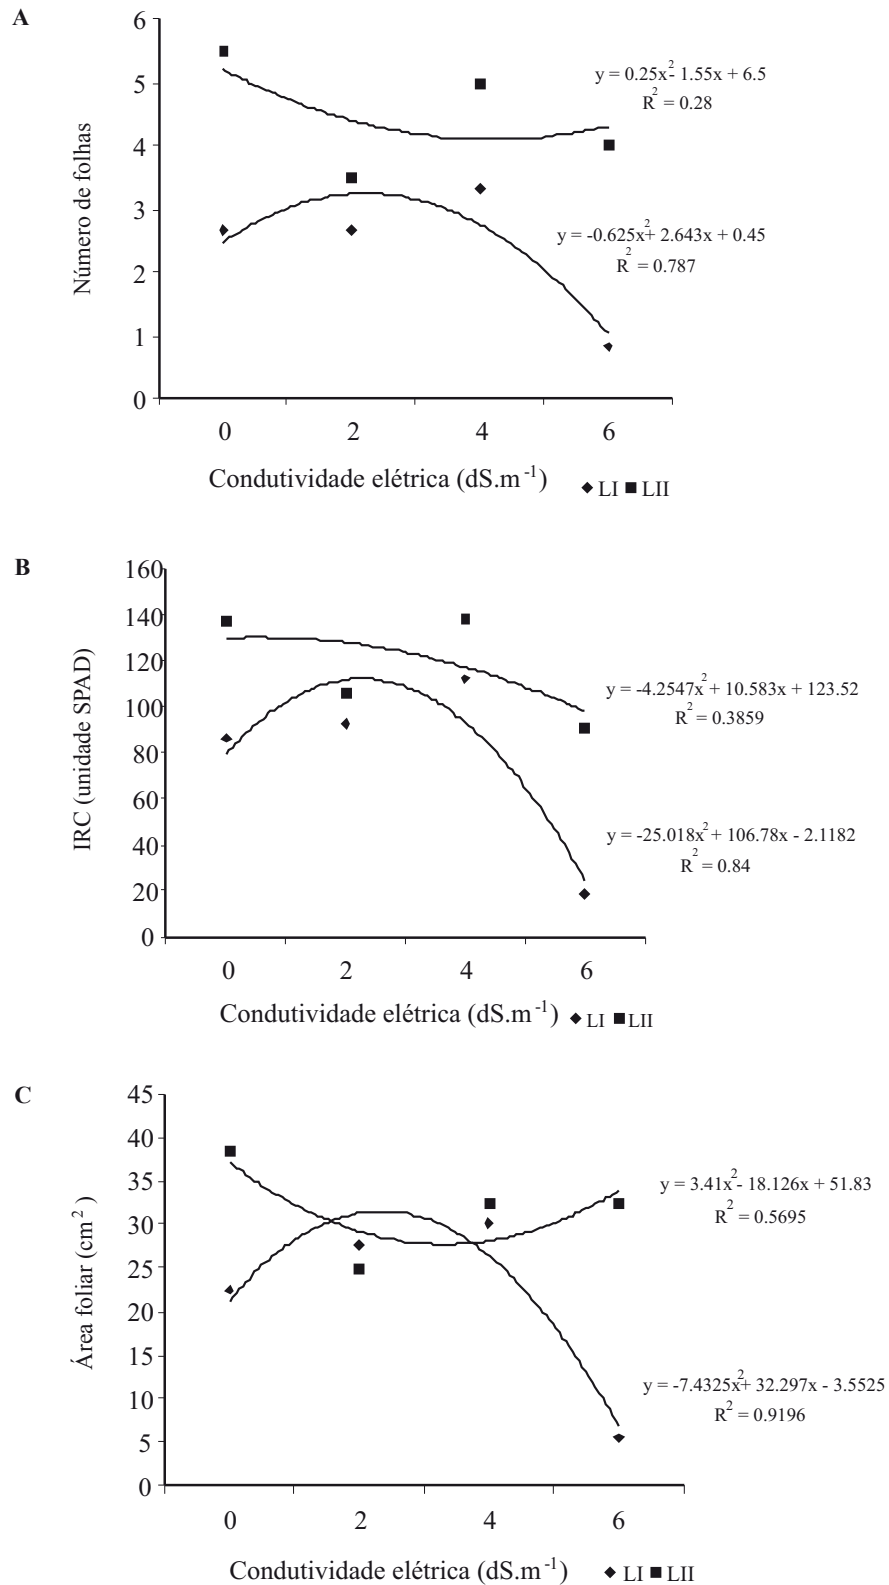 A
6
5
4
3
2
1
0
Número de folhas
y = 0.25x² - 1.55x + 6.5
R² = 0.28
y = -0.625x² + 2.643x + 0.45
R² = 0.787
0 2 4 6
Condutividade elétrica (dS.m⁻¹) LI LII
B
160
140
120
100
80
60
40
20
0
IRC (unidade SPAD)
y = -4.2547x² + 10.583x + 123.52
R² = 0.3859
y = -25.018x² + 106.78x - 2.1182
R² = 0.84
0 2 4 6
Condutividade elétrica (dS.m⁻¹) LI LII
C
45
40
35
30
25
20
15
10
5
0
Área foliar (cm²)
y = 3.41x² - 18.126x + 51.83
R² = 0.5695
y = -7.4325x² + 32.297x - 3.5525
R² = 0.9196
0 2 4 6
Condutividade elétrica (dS.m⁻¹) LI LII